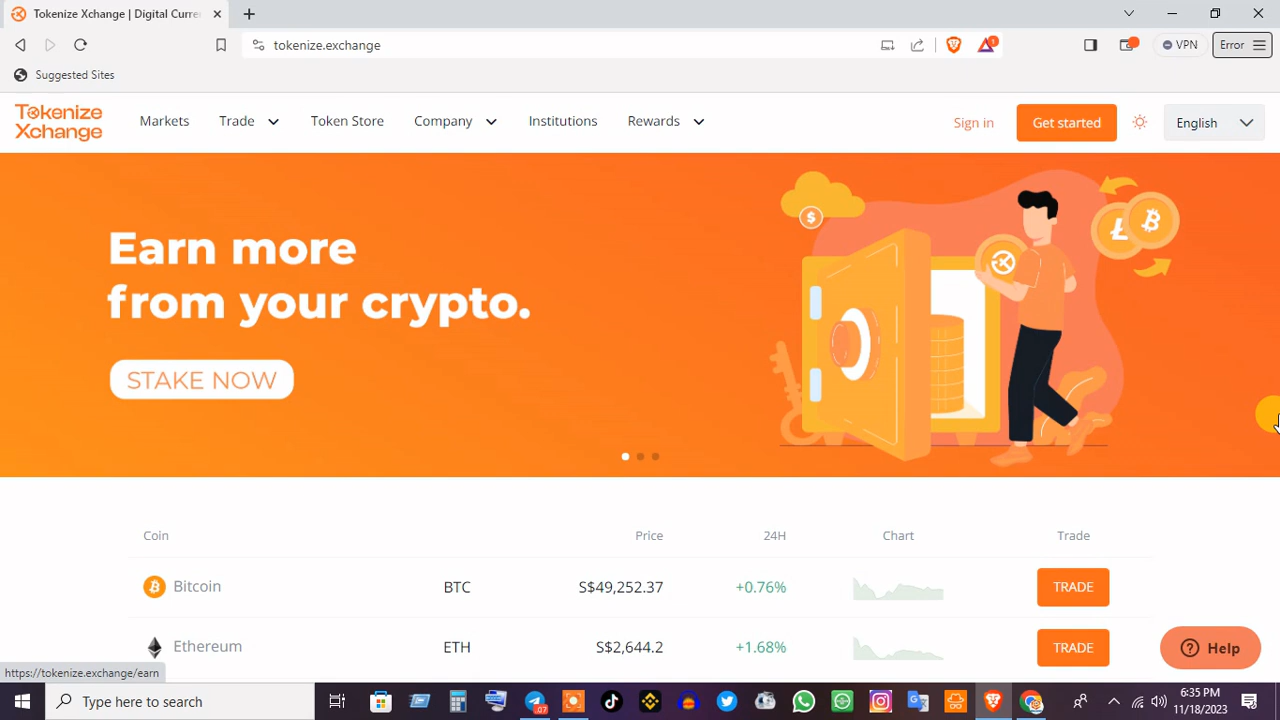 Tokenize Xchange | Digital Curre
tokenize.exchange
VPN
Error
Suggested Sites
Tokenize
Xchange
Markets
Trade
Token Store
Company
Institutions
Rewards
Sign in
Get started
English
Earn more
from your crypto.
STAKE NOW
Coin
Price
24H
Chart
Trade
Bitcoin
BTC
S$49,252.37
+0.76%
TRADE
Ethereum
ETH
S$2,644.2
+1.68%
TRADE
Help
https://tokenize.exchange/earn
Type here to search
6:35 PM
11/18/2023